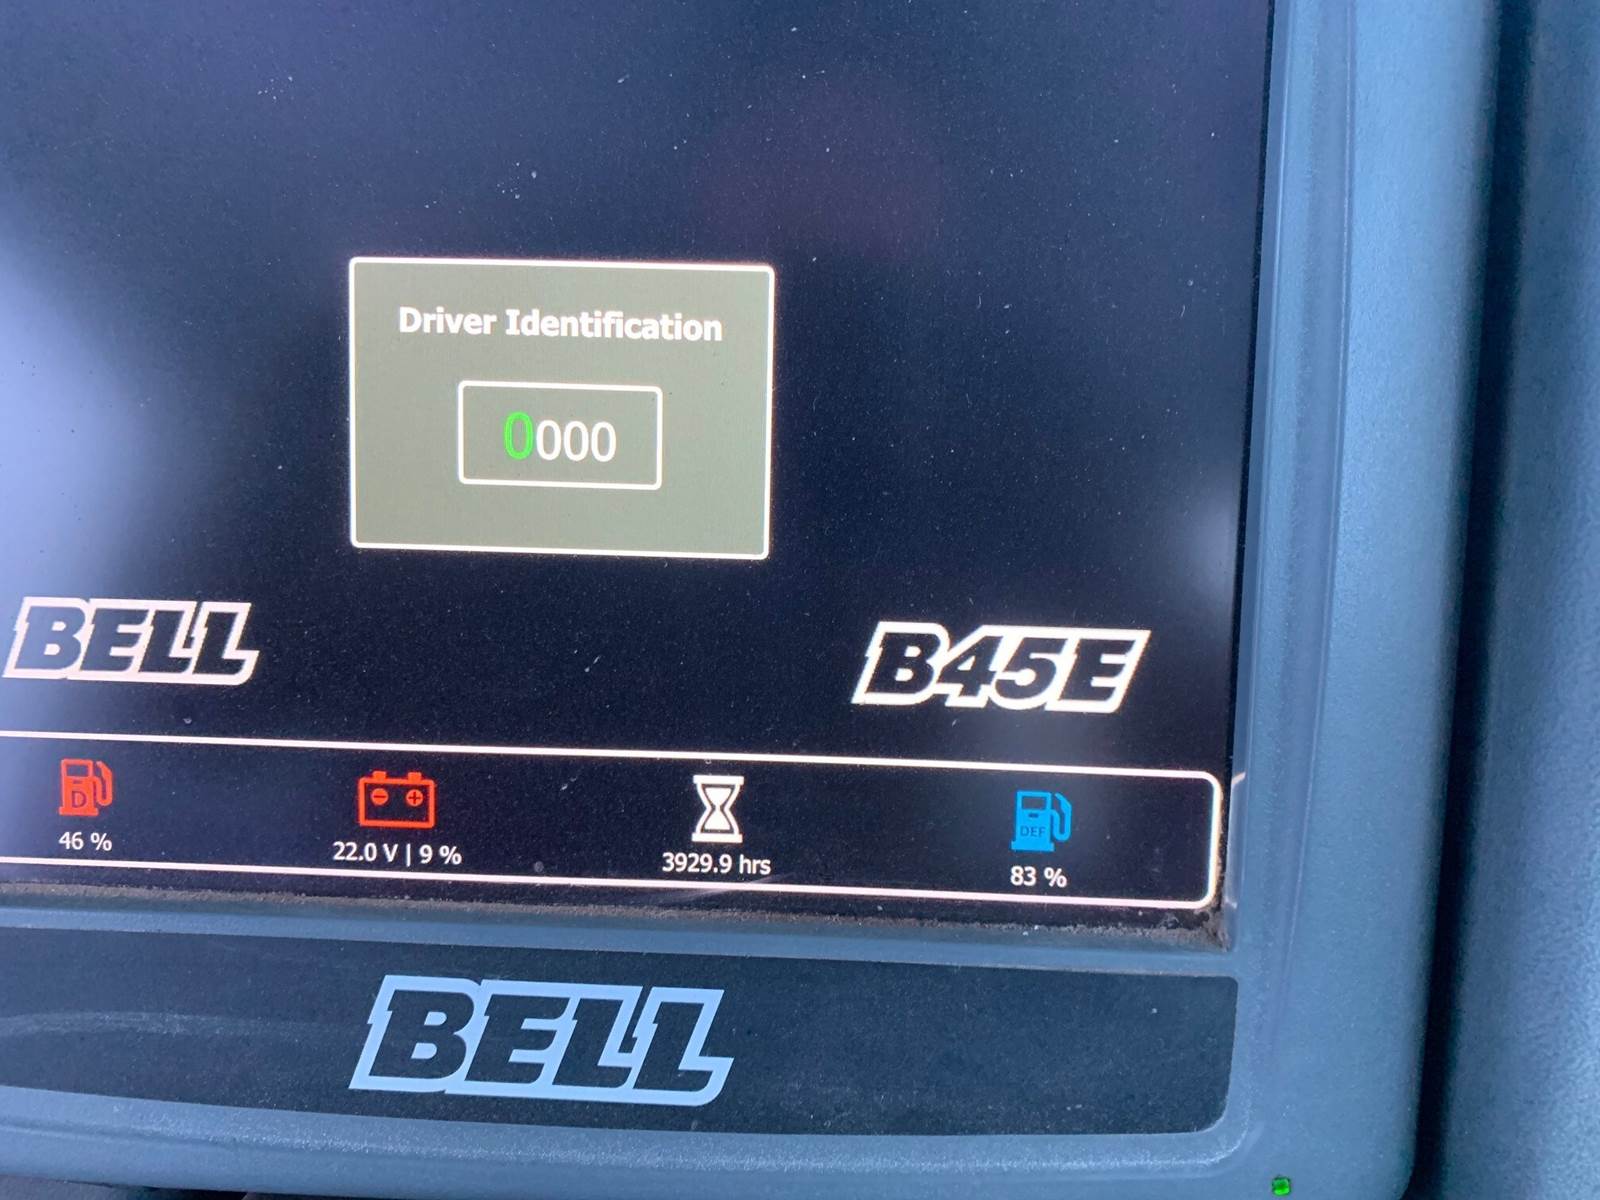 Driver Identification
0000
BELL
B45E
D
46 %
22.0 V | 9 %
3929.9 hrs
DEF
83 %
BELL